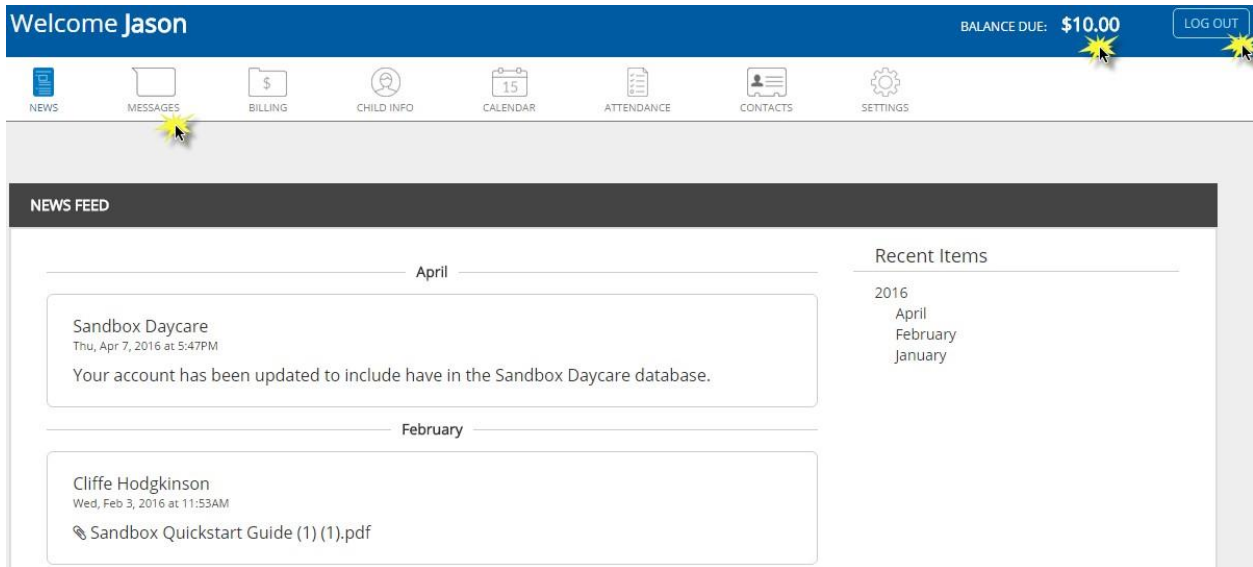 Welcome Jason
BALANCE DUE: $10.00
LOG OUT
NEWS
MESSAGES
$
BILLING
CHILD INFO
15
CALENDAR
ATTENDANCE
CONTACTS
SETTINGS
NEWS FEED
April
Sandbox Daycare
Thu, Apr 7, 2016 at 5:47PM
Your account has been updated to include have in the Sandbox Daycare database.
February
Cliffe Hodgkinson
Wed, Feb 3, 2016 at 11:53AM
Sandbox Quickstart Guide (1) (1).pdf
Recent Items
2016
April
February
January